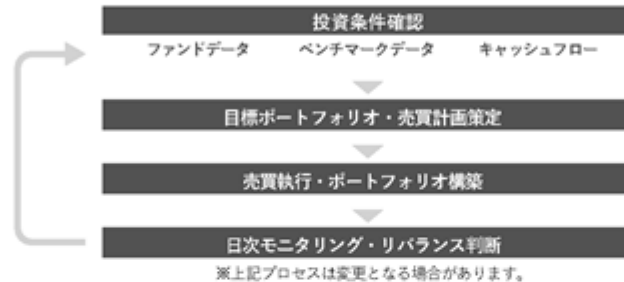 投資条件確認
ファンドデータ ベンチマークデータ キャッシュフロー
目標ポートフォリオ・売買計画策定
売買執行・ポートフォリオ構築
日次モニタリング・リバランス判断
※上記プロセスは変更となる場合があります。